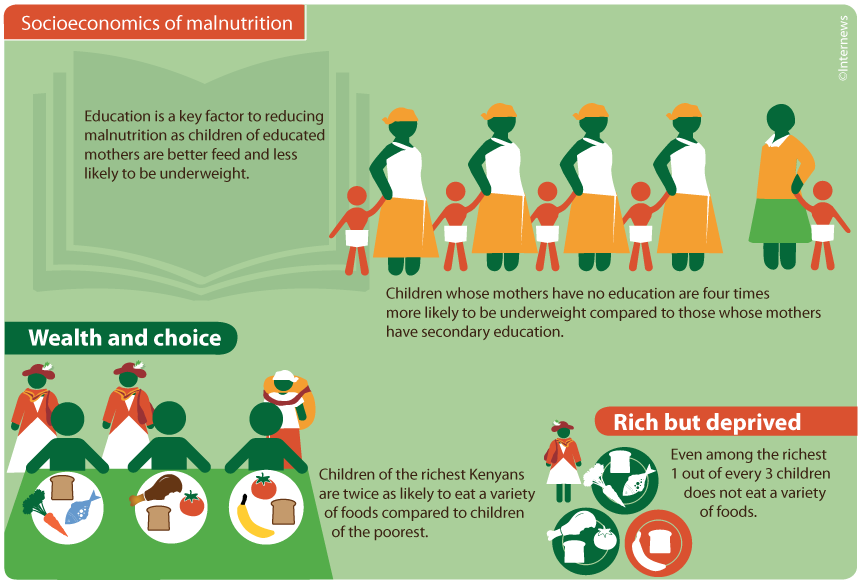 Socioeconomics of malnutrition
©Internews
Education is a key factor to reducing
malnutrition as children of educated
mothers are better feed and less
likely to be underweight.
Children whose mothers have no education are four times
more likely to be underweight compared to those whose mothers
have secondary education.
Wealth and choice
Children of the richest Kenyans
are twice as likely to eat a variety
of foods compared to children
of the poorest.
Rich but deprived
Even among the richest
1 out of every 3 children
does not eat a variety
of foods.